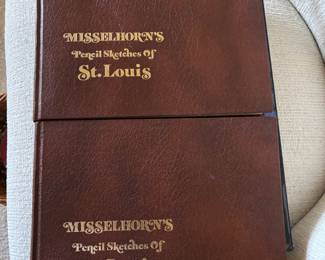 MISSELHORN'S
Pencil Sketches Of
St. Louis
MISSELHORN'S
Pencil Sketches Of